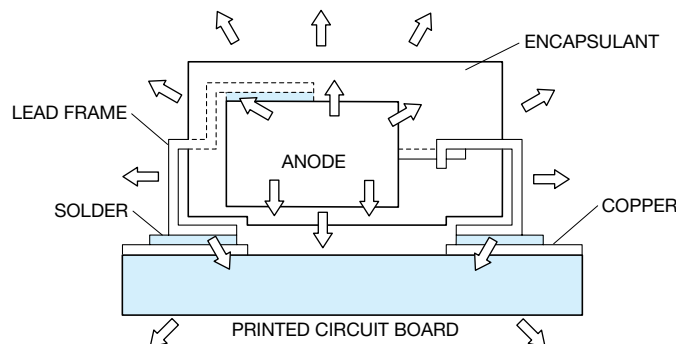 ENCAPSULANT
LEAD FRAME
ANODE
SOLDER
COPPER
PRINTED CIRCUIT BOARD